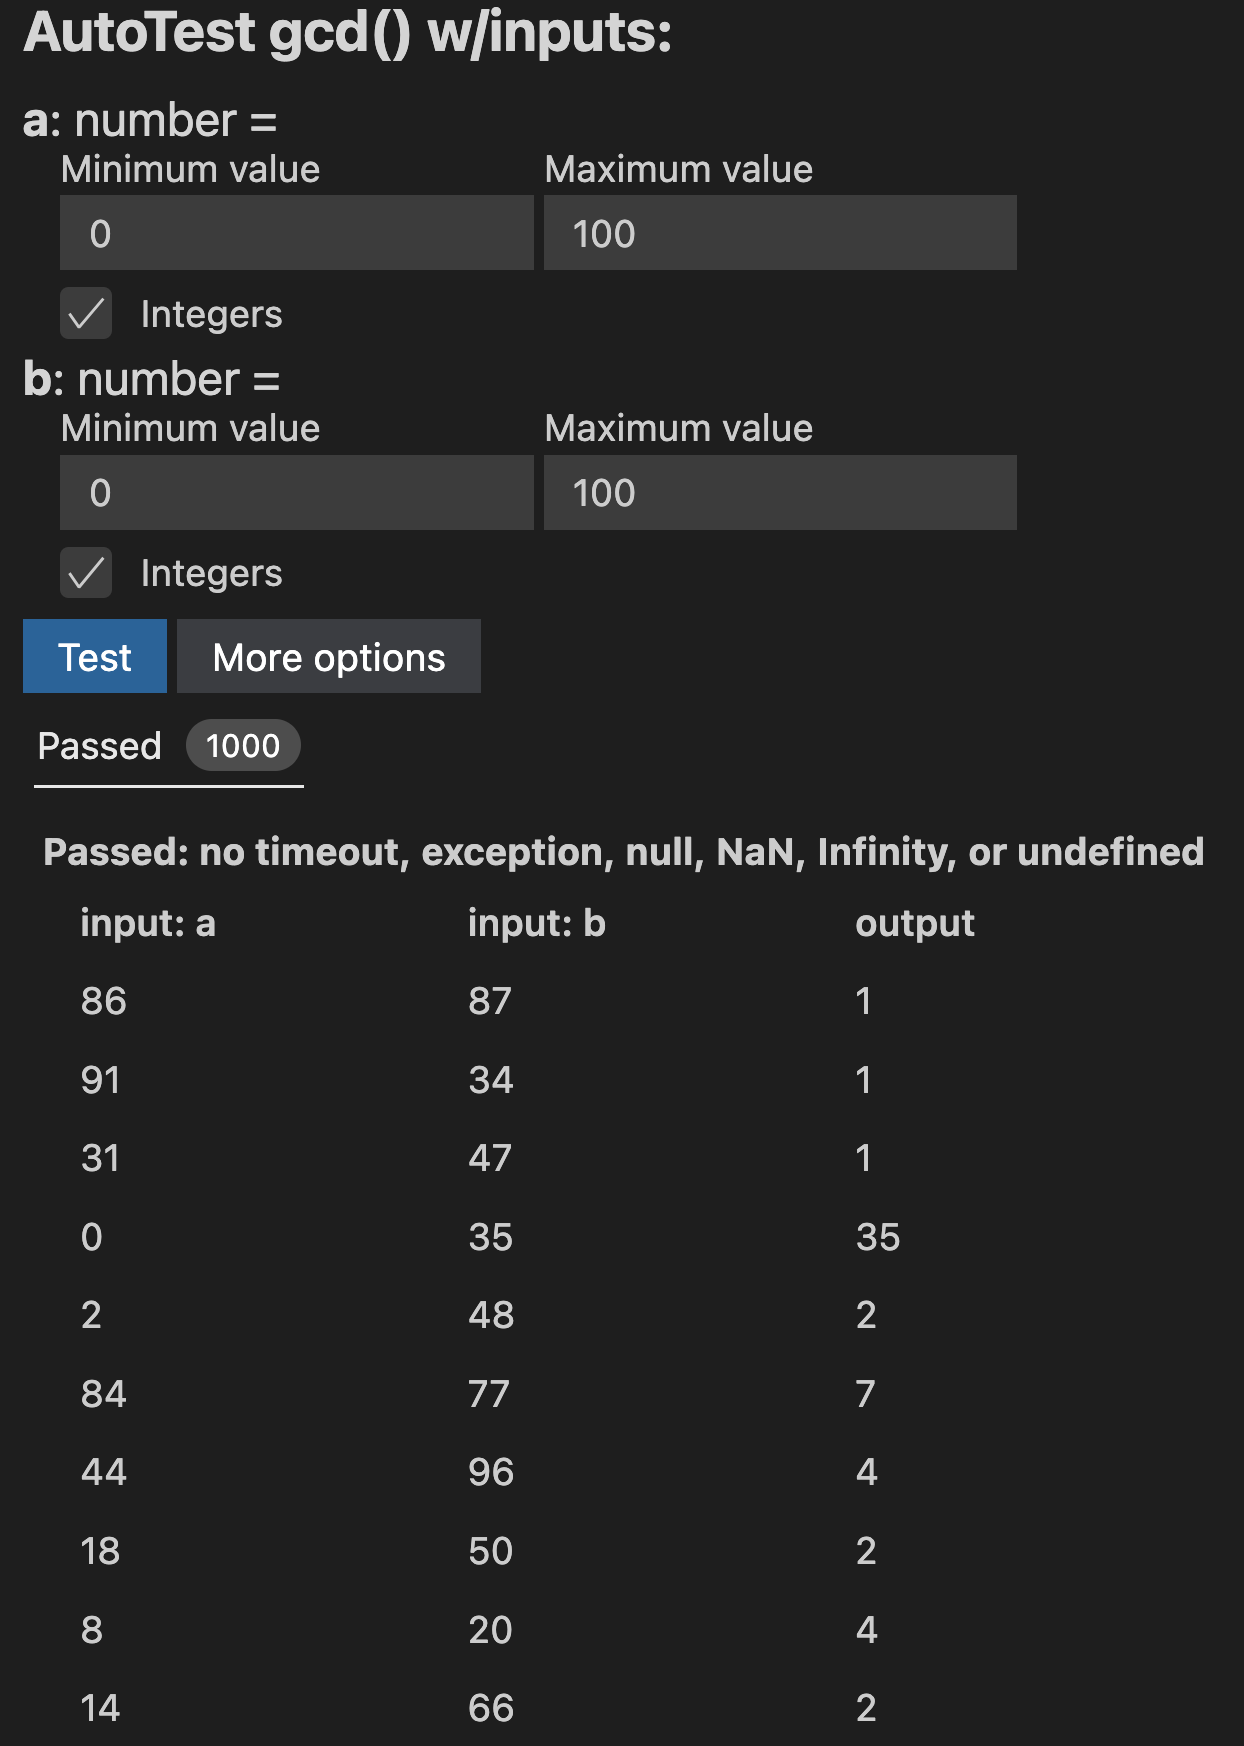 AutoTest gcd() w/inputs:
a: number =
Minimum value Maximum value
0 100
Integers
b: number =
Minimum value Maximum value
0 100
Integers
Test More options
Passed 1000
Passed: no timeout, exception, null, NaN, Infinity, or undefined
input: a input: b output
86 87 1
91 34 1
31 47 1
0 35 35
2 48 2
84 77 7
44 96 4
18 50 2
8 20 4
14 66 2